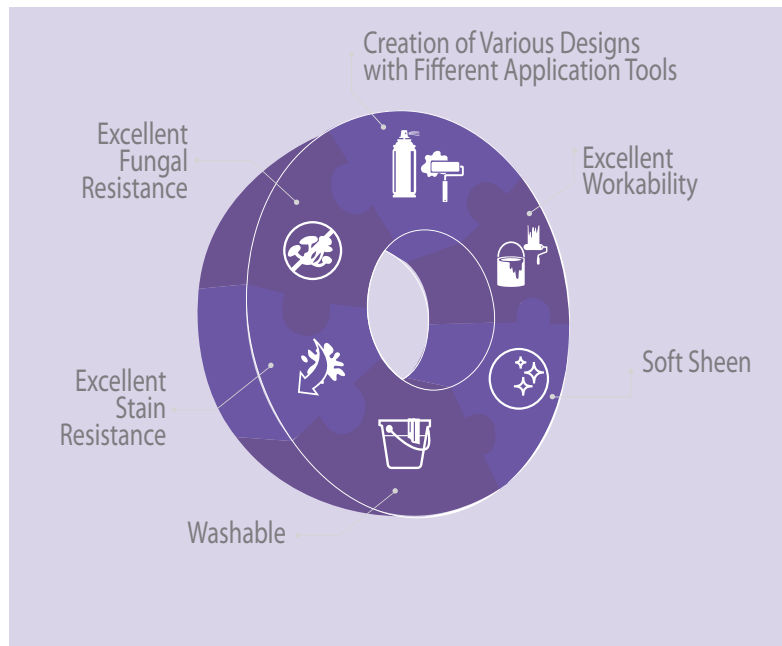 Creation of Various Designs
with Fifferent Application Tools
Excellent
Fungal
Resistance
Excellent
Workability
Soft Sheen
Excellent
Stain
Resistance
Washable